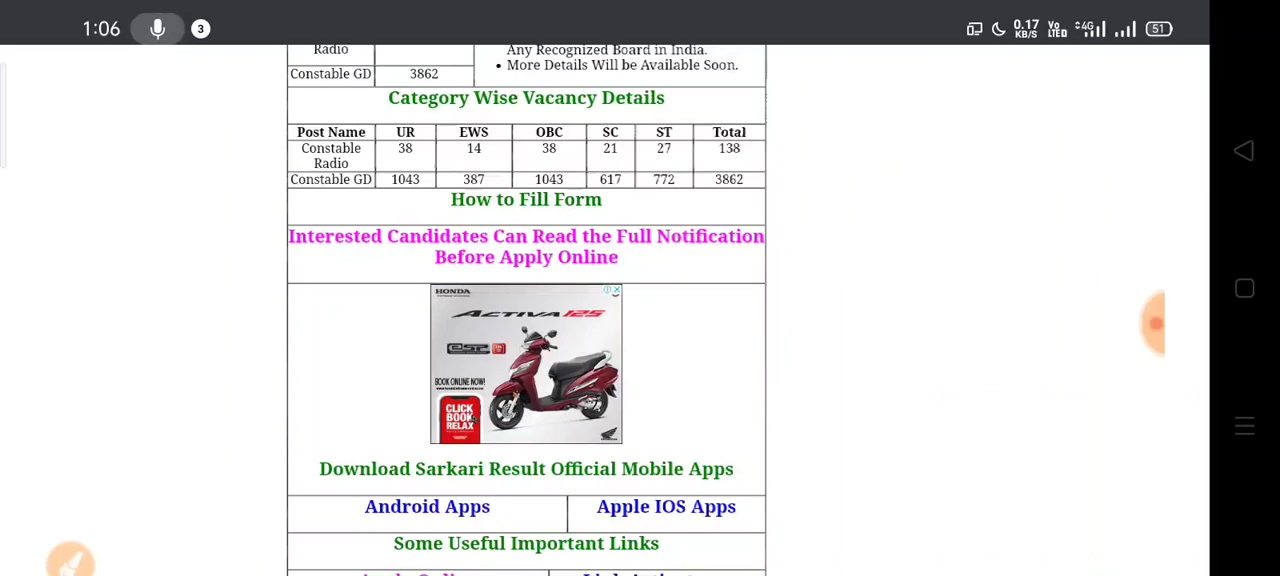 1:06 3 0.17 KB/S Vo LTED 4G 51
Radio
Any Recognized Board in India.
• More Details Will be Available Soon.
Constable GD 3862
Category Wise Vacancy Details
Post Name UR EWS OBC SC ST Total
Constable Radio 38 14 38 21 27 138
Constable GD 1043 387 1043 617 772 3862
How to Fill Form
Interested Candidates Can Read the Full Notification
Before Apply Online
HONDA
ACTIVA 125
eSP
BOOK ONLINE NOW!
CLICK
BOOK
RELAX
Download Sarkari Result Official Mobile Apps
Android Apps Apple IOS Apps
Some Useful Important Links